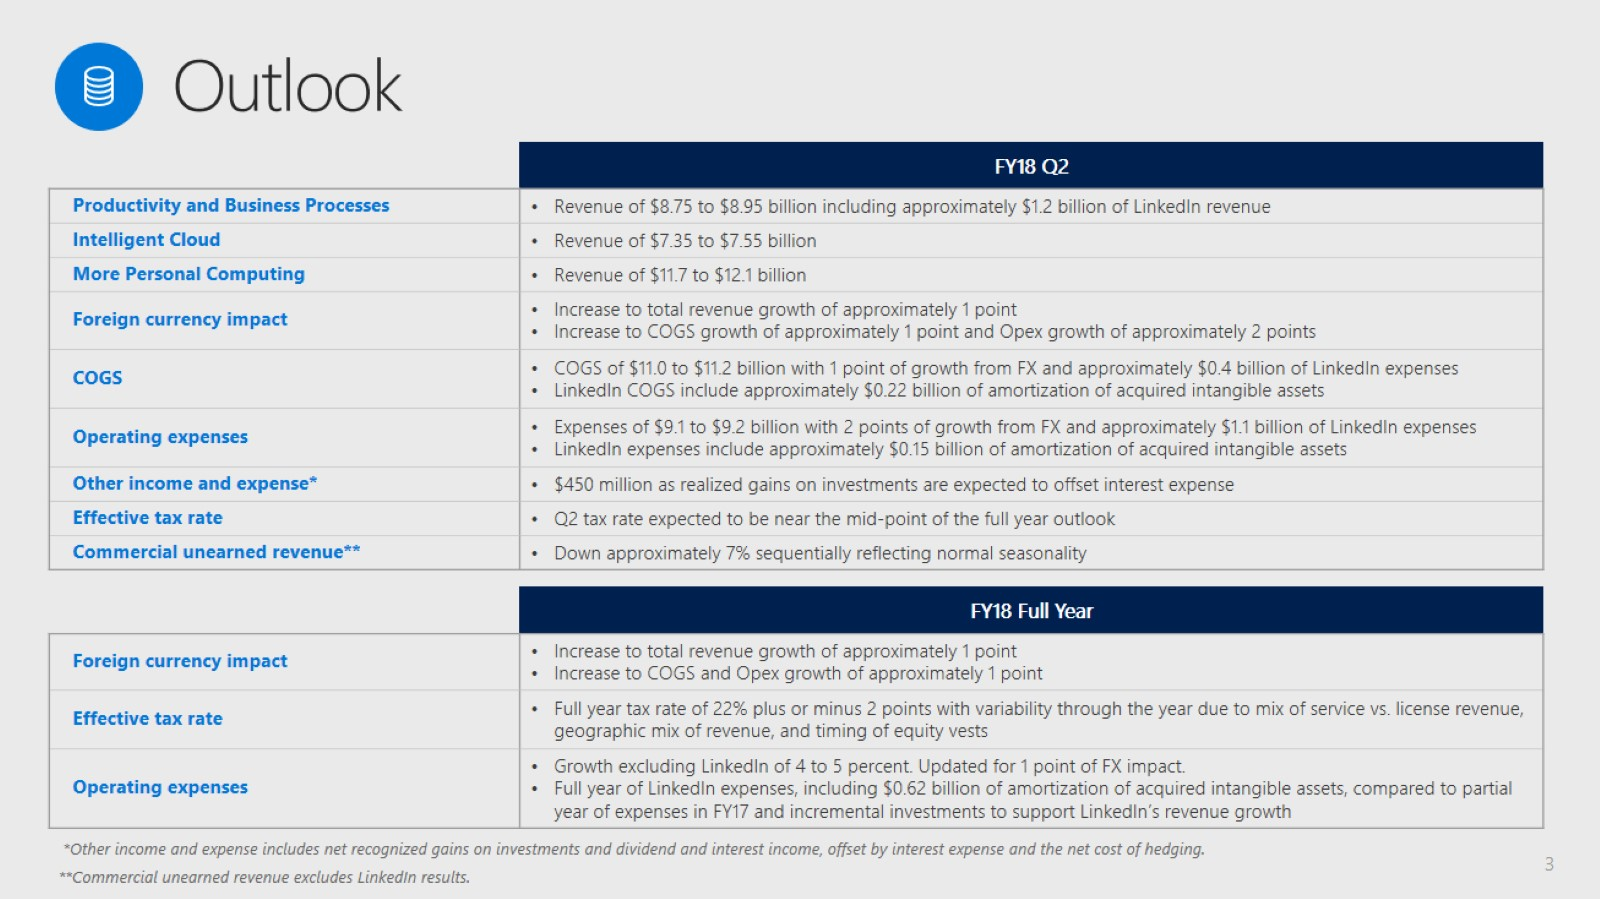 Outlook
FY18 Q2
Productivity and Business Processes
• Revenue of $8.75 to $8.95 billion including approximately $1.2 billion of LinkedIn revenue
Intelligent Cloud
• Revenue of $7.35 to $7.55 billion
More Personal Computing
• Revenue of $11.7 to $12.1 billion
Foreign currency impact
• Increase to total revenue growth of approximately 1 point
• Increase to COGS growth of approximately 1 point and Opex growth of approximately 2 points
COGS
• COGS of $11.0 to $11.2 billion with 1 point of growth from FX and approximately $0.4 billion of LinkedIn expenses
• LinkedIn COGS include approximately $0.22 billion of amortization of acquired intangible assets
Operating expenses
• Expenses of $9.1 to $9.2 billion with 2 points of growth from FX and approximately $1.1 billion of LinkedIn expenses
• LinkedIn expenses include approximately $0.15 billion of amortization of acquired intangible assets
Other income and expense*
• $450 million as realized gains on investments are expected to offset interest expense
Effective tax rate
• Q2 tax rate expected to be near the mid-point of the full year outlook
Commercial unearned revenue**
• Down approximately 7% sequentially reflecting normal seasonality
FY18 Full Year
Foreign currency impact
• Increase to total revenue growth of approximately 1 point
• Increase to COGS and Opex growth of approximately 1 point
Effective tax rate
• Full year tax rate of 22% plus or minus 2 points with variability through the year due to mix of service vs. license revenue,
geographic mix of revenue, and timing of equity vests
Operating expenses
• Growth excluding LinkedIn of 4 to 5 percent. Updated for 1 point of FX impact.
• Full year of LinkedIn expenses, including $0.62 billion of amortization of acquired intangible assets, compared to partial
year of expenses in FY17 and incremental investments to support LinkedIn's revenue growth
*Other income and expense includes net recognized gains on investments and dividend and interest income, offset by interest expense and the net cost of hedging.
**Commercial unearned revenue excludes LinkedIn results.
3